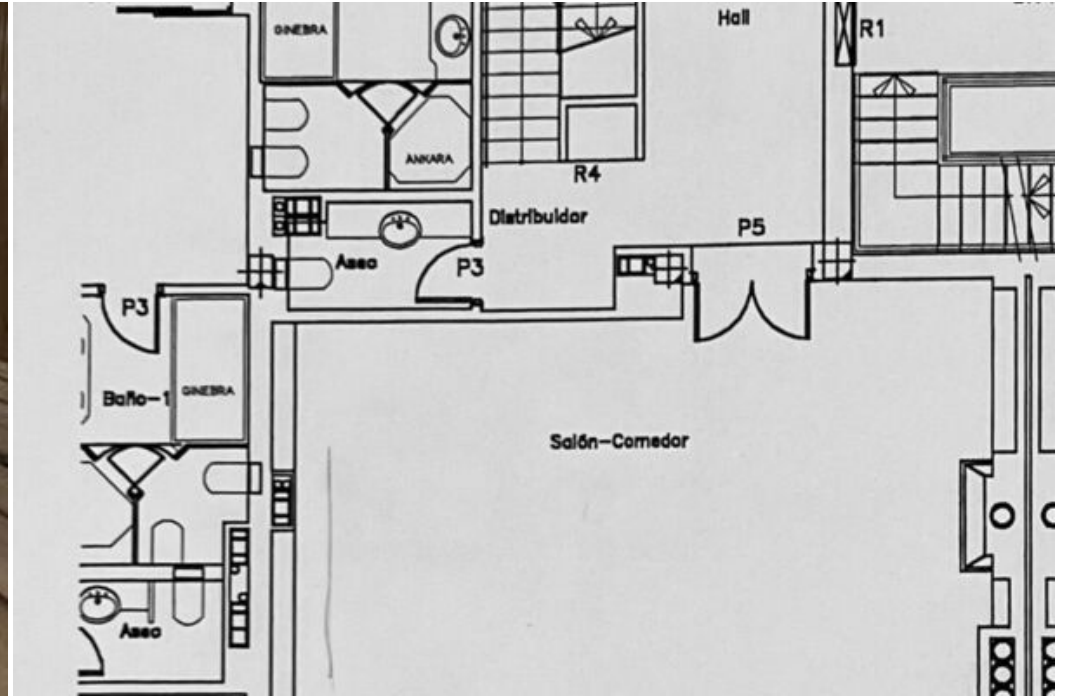 Hall
GINEBRA
R1
ANKARA
R4
Distribuidor
P5
Aseo
P3
P3
Baño-1
GINEBRA
Salón-Comedor
Aseo